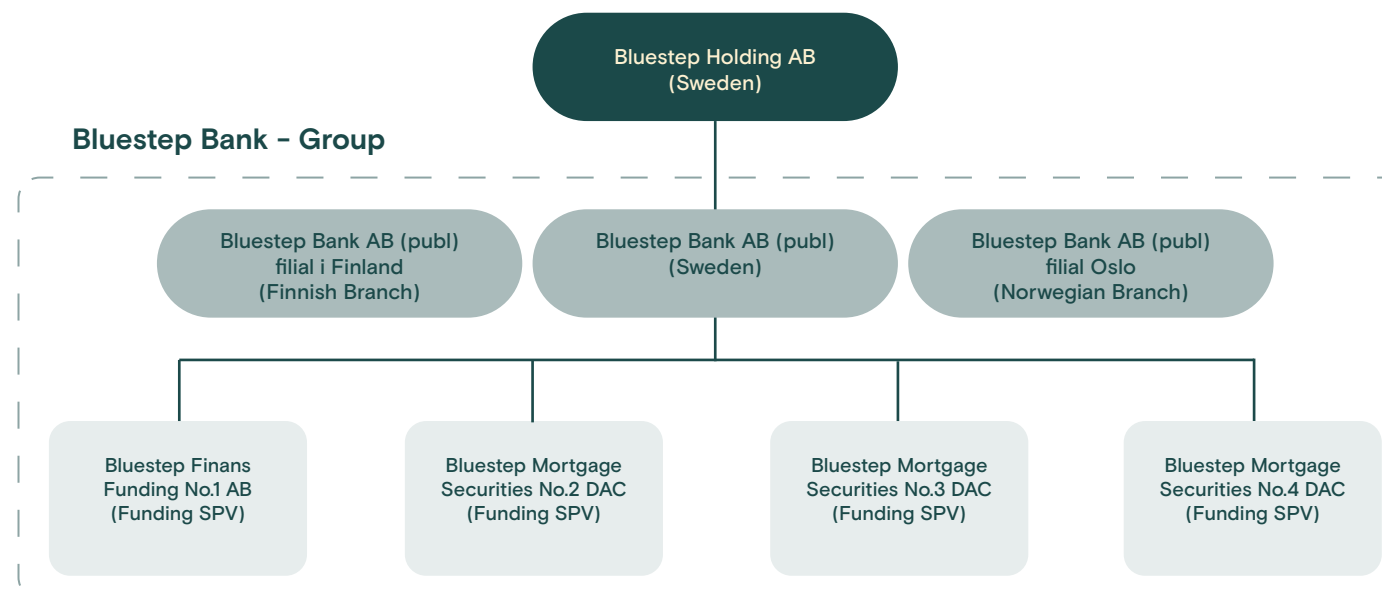 Bluestep Holding AB
(Sweden)
Bluestep Bank – Group
Bluestep Bank AB (publ)
filial i Finland
(Finnish Branch)
Bluestep Bank AB (publ)
(Sweden)
Bluestep Bank AB (publ)
filial Oslo
(Norwegian Branch)
Bluestep Finans
Funding No.1 AB
(Funding SPV)
Bluestep Mortgage
Securities No.2 DAC
(Funding SPV)
Bluestep Mortgage
Securities No.3 DAC
(Funding SPV)
Bluestep Mortgage
Securities No.4 DAC
(Funding SPV)